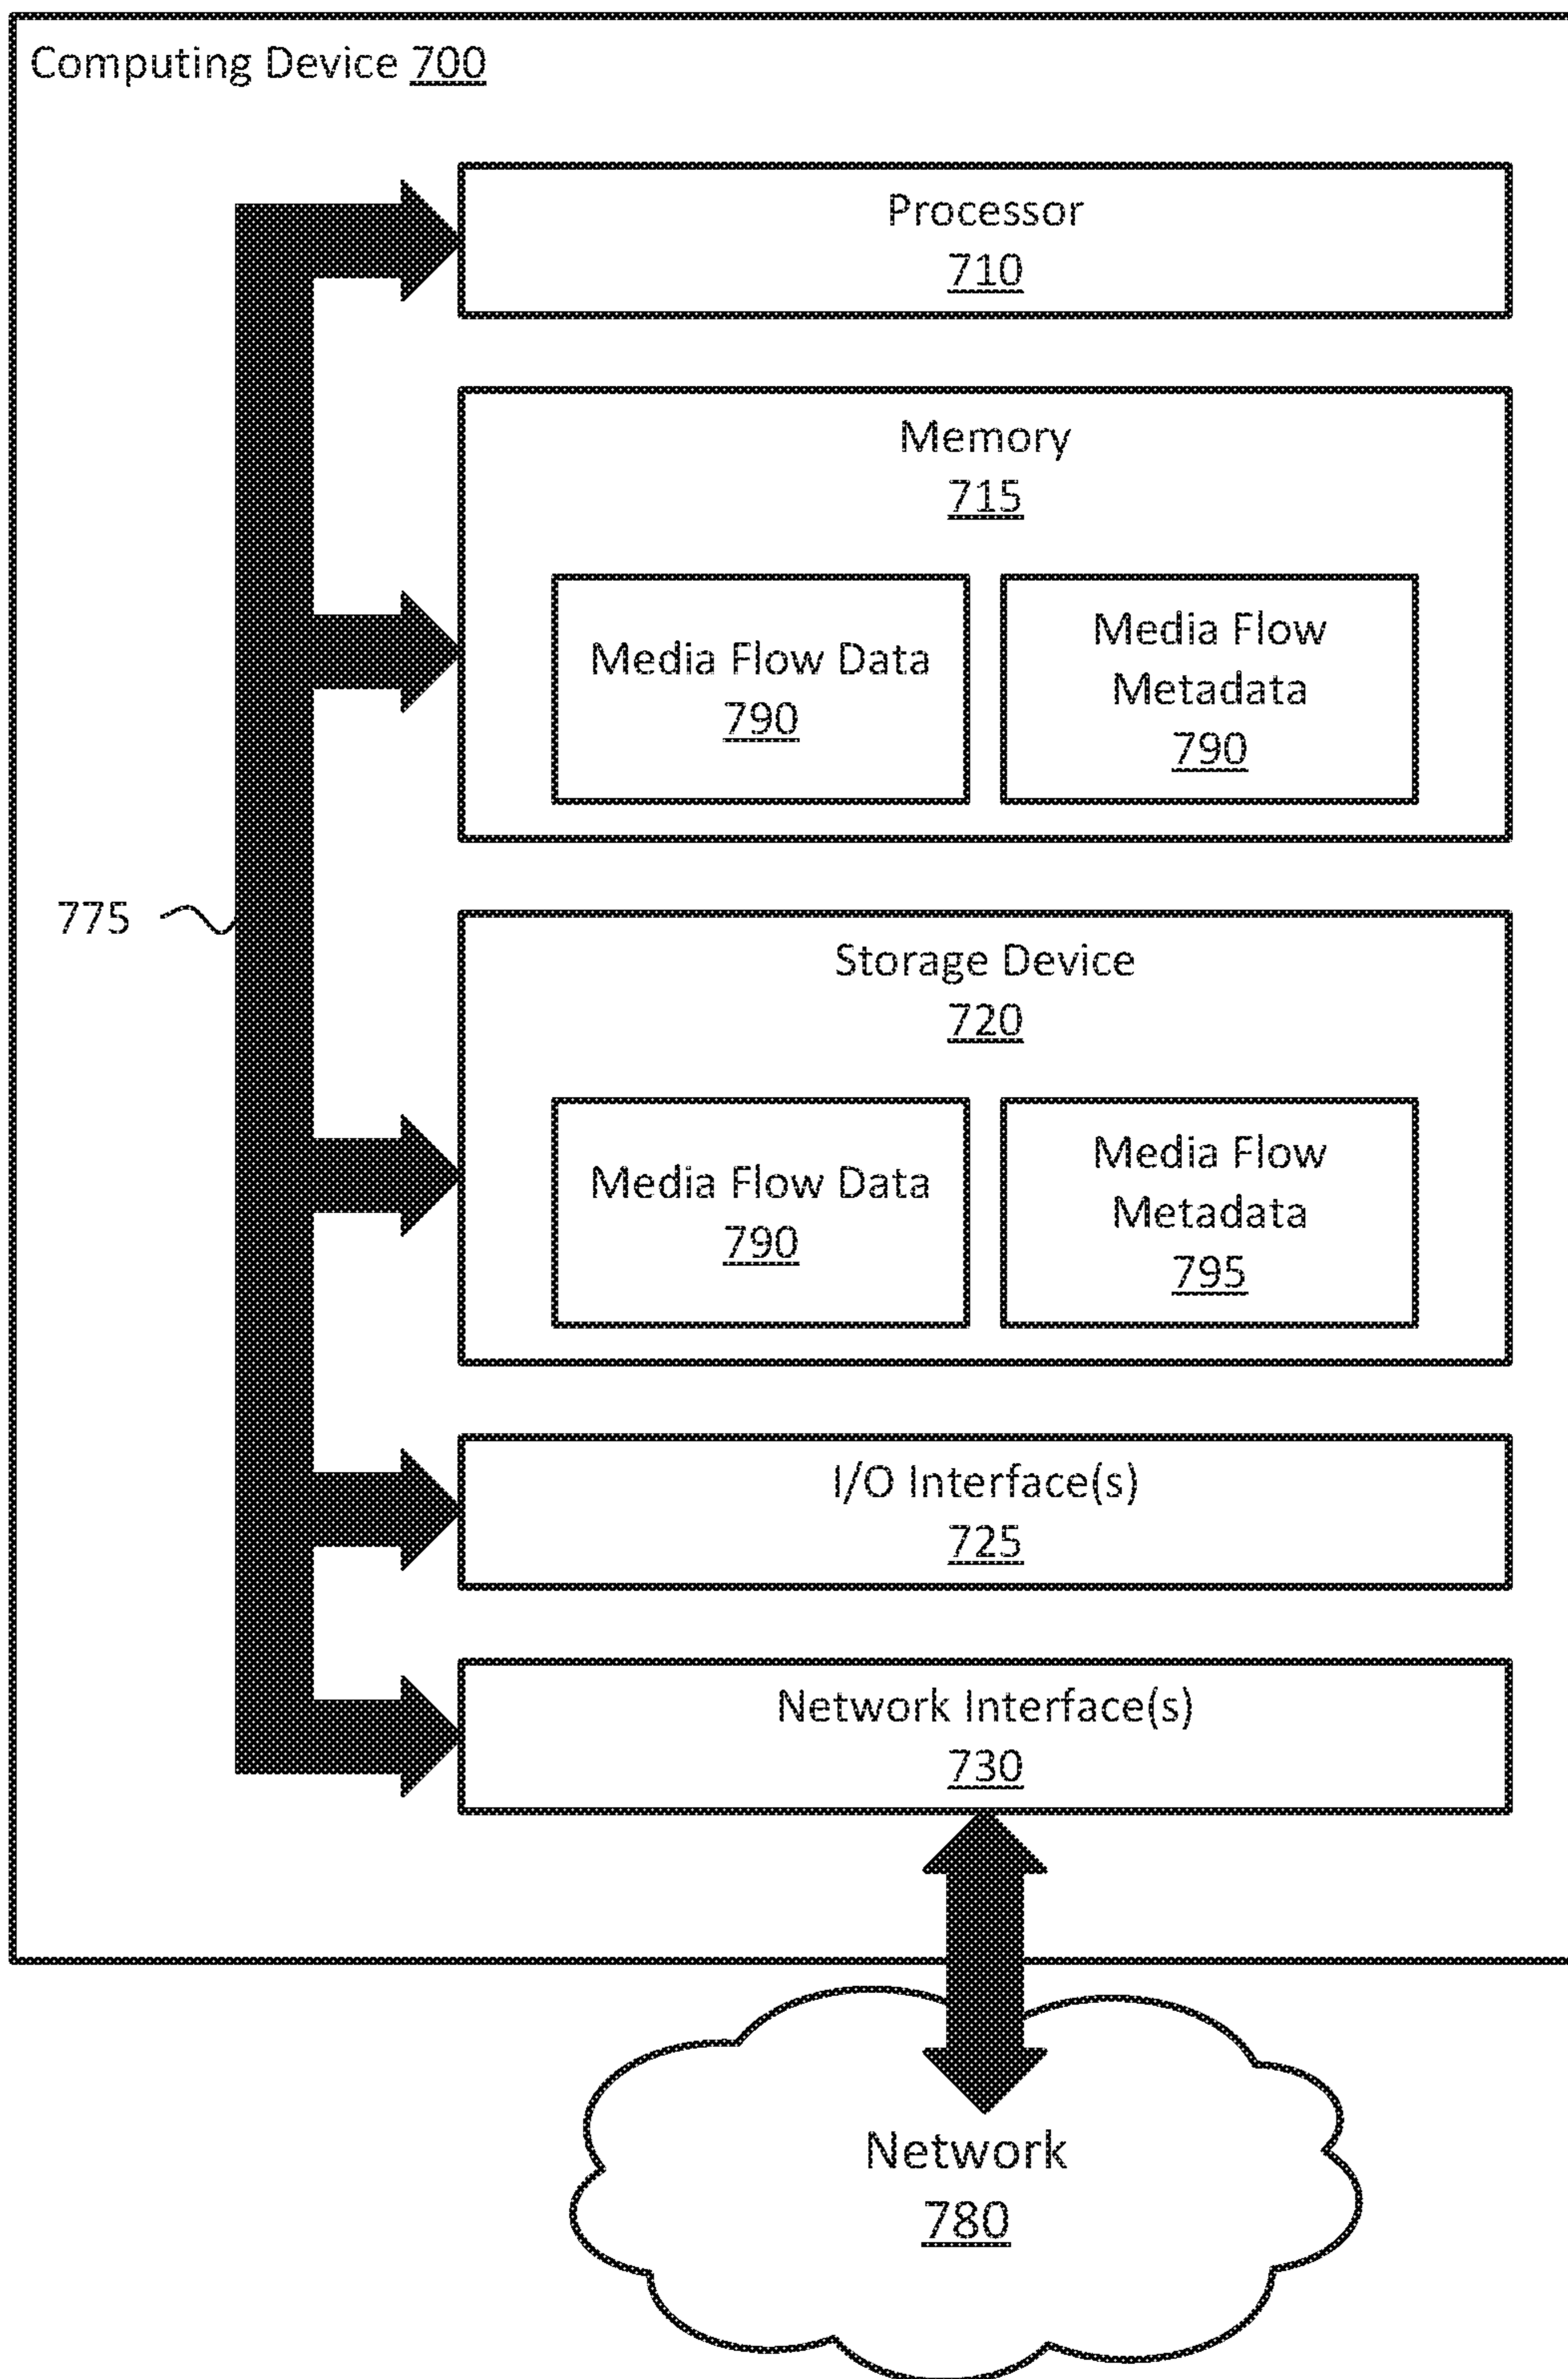 Computing Device 700
Processor
710
Memory
715
Media Flow Data
790
Media Flow
Metadata
790
775
Storage Device
720
Media Flow Data
790
Media Flow
Metadata
795
I/O Interface(s)
725
Network Interface(s)
730
Network
780